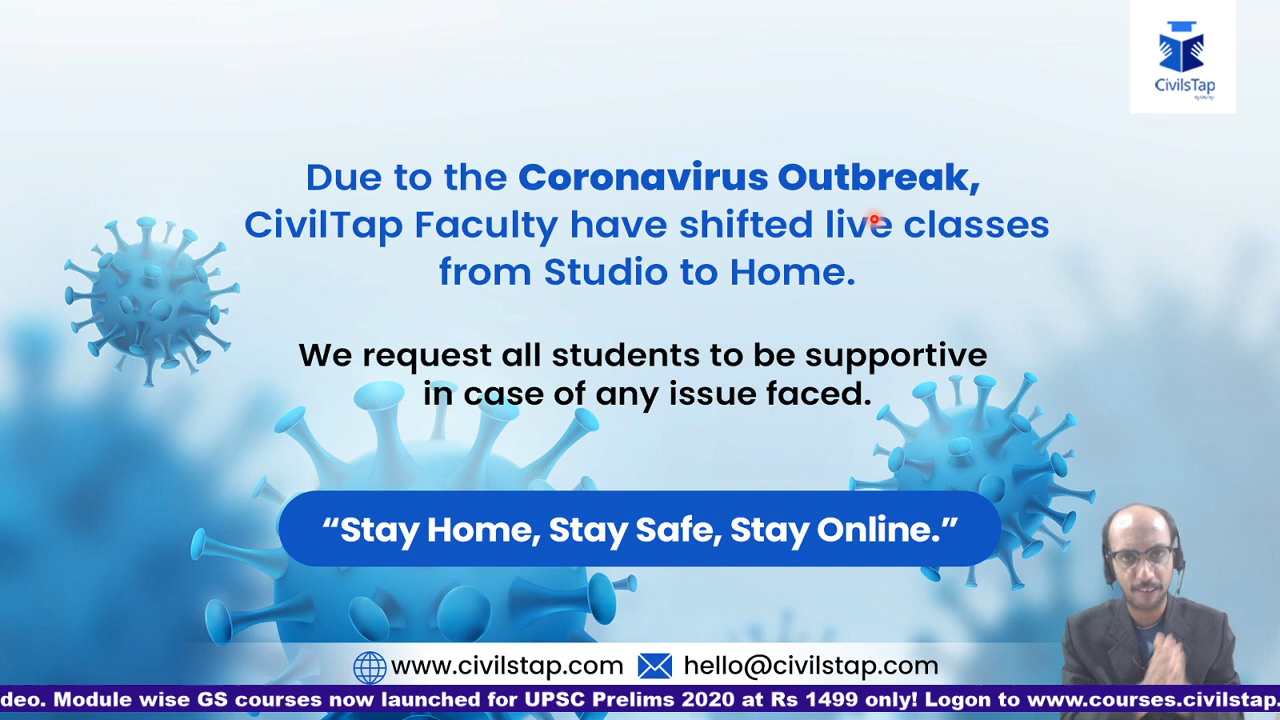 CivilsTap
Due to the Coronavirus Outbreak,
CivilTap Faculty have shifted live classes
from Studio to Home.
We request all students to be supportive
in case of any issue faced.
“Stay Home, Stay Safe, Stay Online.”
www.civilstap.com hello@civilstap.com
deo. Module wise GS courses now launched for UPSC Prelims 2020 at Rs 1499 only! Logon to www.courses.civilstap.